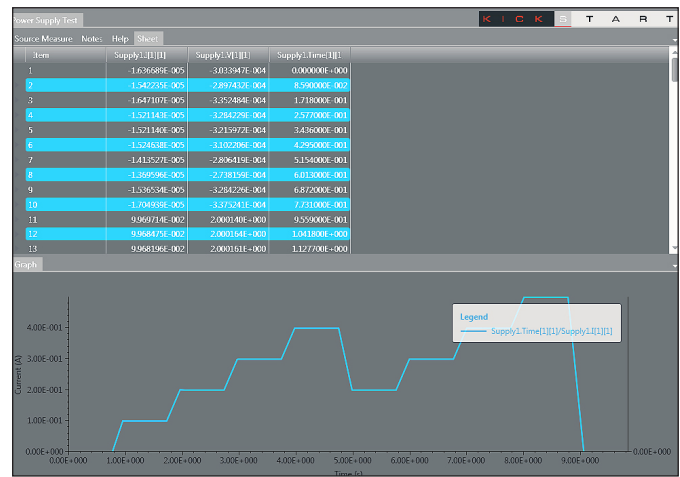 Power Supply Test
KICKSTART
Source Measure Notes Help Sheet
Item Supply1.I[1][1] Supply1.V[1][1] Supply1.Time[1][1]
1 -1.636689E-005 -3.033947E-004 0.000000E+000
2 -1.542235E-005 -2.897432E-004 8.590000E-002
3 -1.647107E-005 -3.352484E-004 1.718000E-001
4 -1.521143E-005 -3.284229E-004 2.577000E-001
5 -1.521140E-005 -3.215972E-004 3.436000E-001
6 -1.524638E-005 -3.102206E-004 4.295000E-001
7 -1.413527E-005 -2.806419E-004 5.154000E-001
8 -1.369596E-005 -2.738159E-004 6.013000E-001
9 -1.536534E-005 -3.284226E-004 6.872000E-001
10 -1.704939E-005 -3.375241E-004 7.731000E-001
11 9.969714E-002 2.000140E+000 9.559000E-001
12 9.968475E-002 2.000164E+000 1.041800E+000
13 9.968196E-002 2.000161E+000 1.127700E+000
Graph
Legend
Supply1.Time[1][1]/Supply1.I[1][1]
4.00E-001
3.00E-001
2.00E-001
1.00E-001
0.00E+000
Current (A)
0.00E+000
0.00E+000 1.00E+000 2.00E+000 3.00E+000 4.00E+000 5.00E+000 6.00E+000 7.00E+000 8.00E+000 9.00E+000
Time (s)